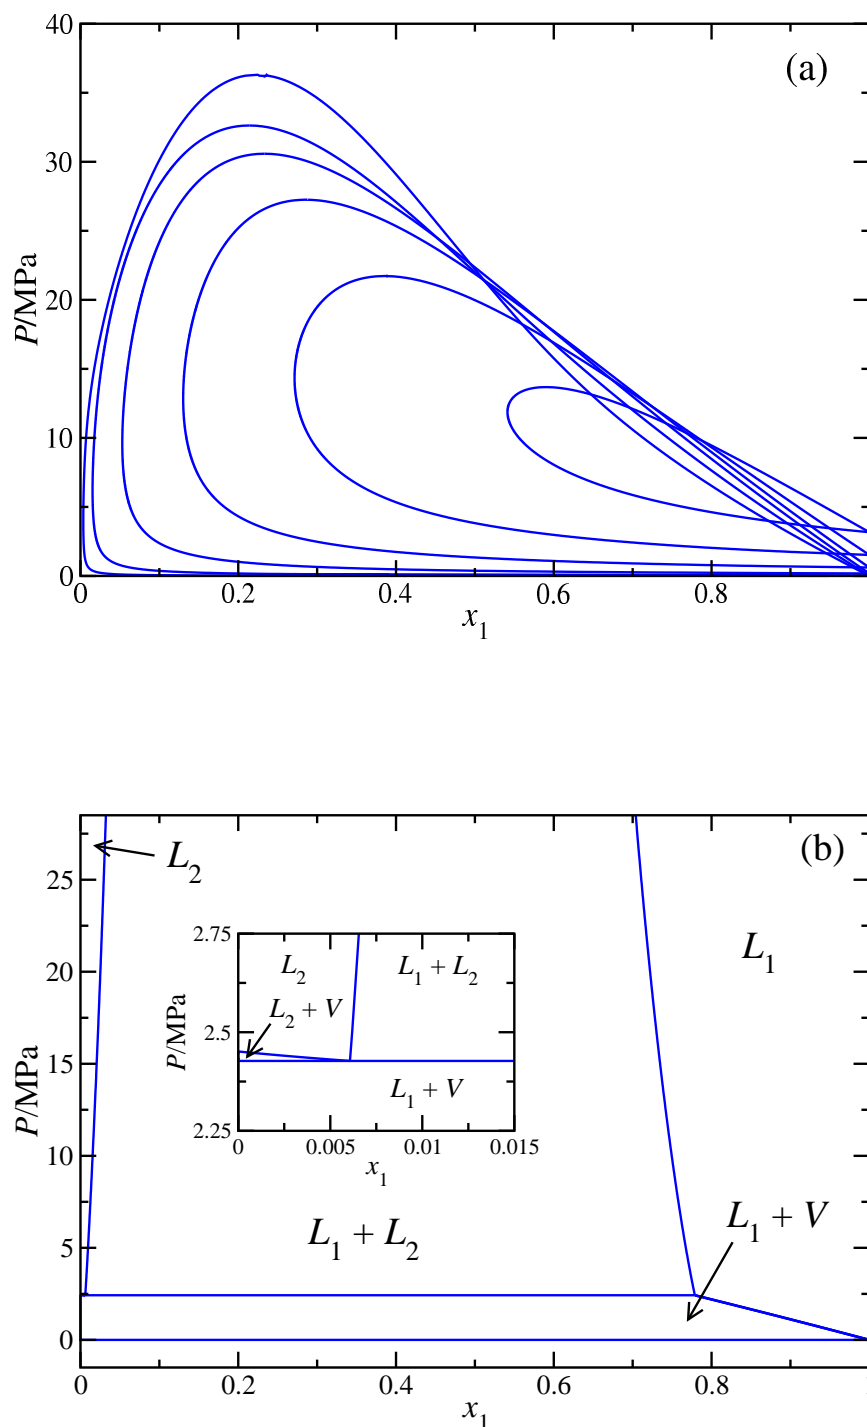 (a)
P/MPa
40
30
20
10
0
0 0.2 0.4 0.6 0.8
x₁
(b)
P/MPa
25
20
15
10
5
0
L₂
L₁
L₁ + L₂
L₁ + V
0 0.2 0.4 0.6 0.8
x₁
P/MPa
2.75
2.5
2.25
L₂
L₁ + L₂
L₂ + V
L₁ + V
0 0.005 0.01 0.015
x₁